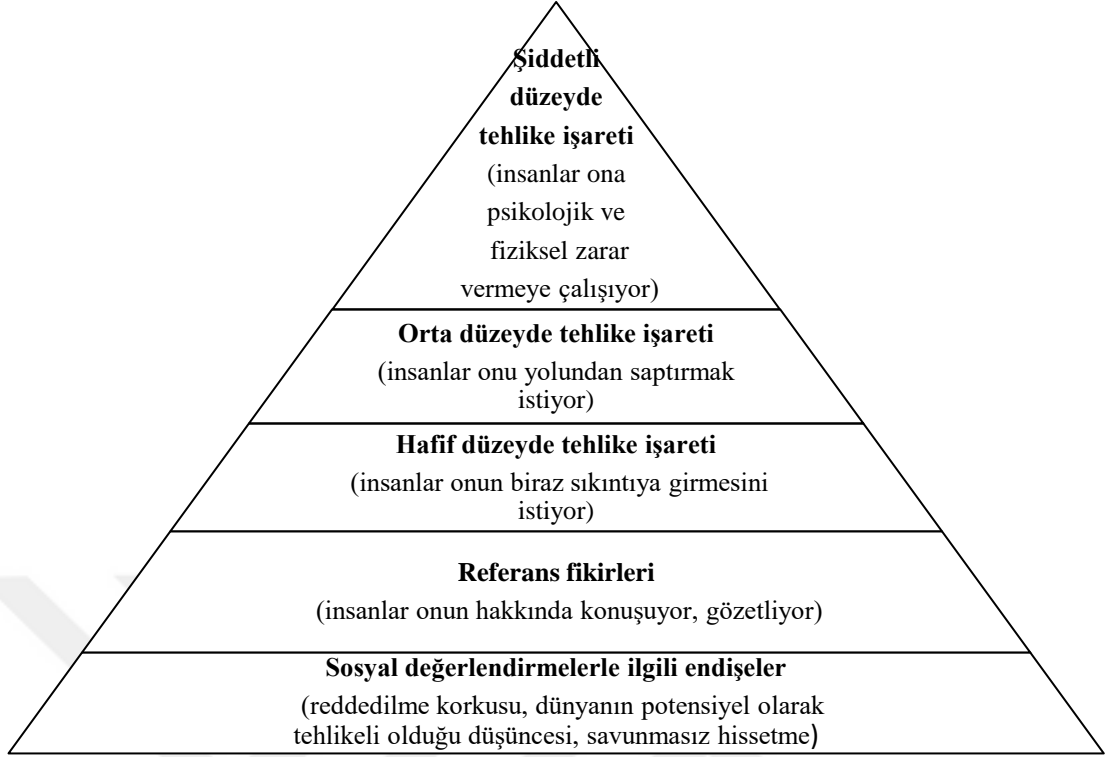 Şiddetli
düzeyde
tehlike işareti
(insanlar ona
psikolojik ve
fiziksel zarar
vermeye çalışıyor)
Orta düzeyde tehlike işareti
(insanlar onu yolundan saptırmak
istiyor)
Hafif düzeyde tehlike işareti
(insanlar onun biraz sıkıntıya girmesini
istiyor)
Referans fikirleri
(insanlar onun hakkında konuşuyor, gözetliyor)
Sosyal değerlendirmelerle ilgili endişeler
(reddedilme korkusu, dünyanın potensiyel olarak
tehlikeli olduğu düşüncesi, savunmasız hissetme)